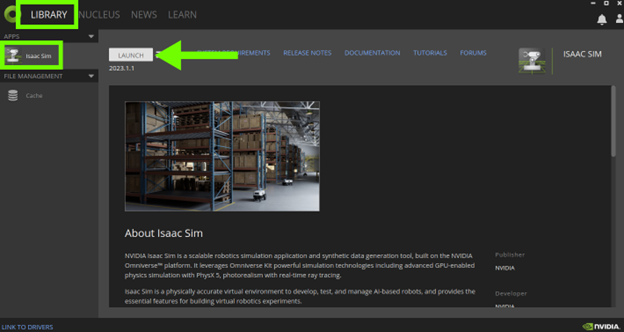 LIBRARY NUCLEUS NEWS LEARN
APPS
Isaac Sim
FILE MANAGEMENT
Cache
LAUNCH
REQUIREMENTS RELEASE NOTES DOCUMENTATION TUTORIALS FORUMS
2023.1.1
ISAAC SIM
About Isaac Sim
NVIDIA Isaac Sim is a scalable robotics simulation application and synthetic data generation tool, built on the NVIDIA
Omniverse™ platform. It leverages Omniverse Kit powerful simulation technologies including advanced GPU-enabled
physics simulation with PhysX 5, photorealism with real-time ray tracing.
Isaac Sim is a physically accurate virtual environment to develop, test, and manage AI-based robots, and provides the
essential features for building virtual robotics experiments.
Publisher
NVIDIA
Developer
NVIDIA
LINK TO DRIVERS
NVIDIA.